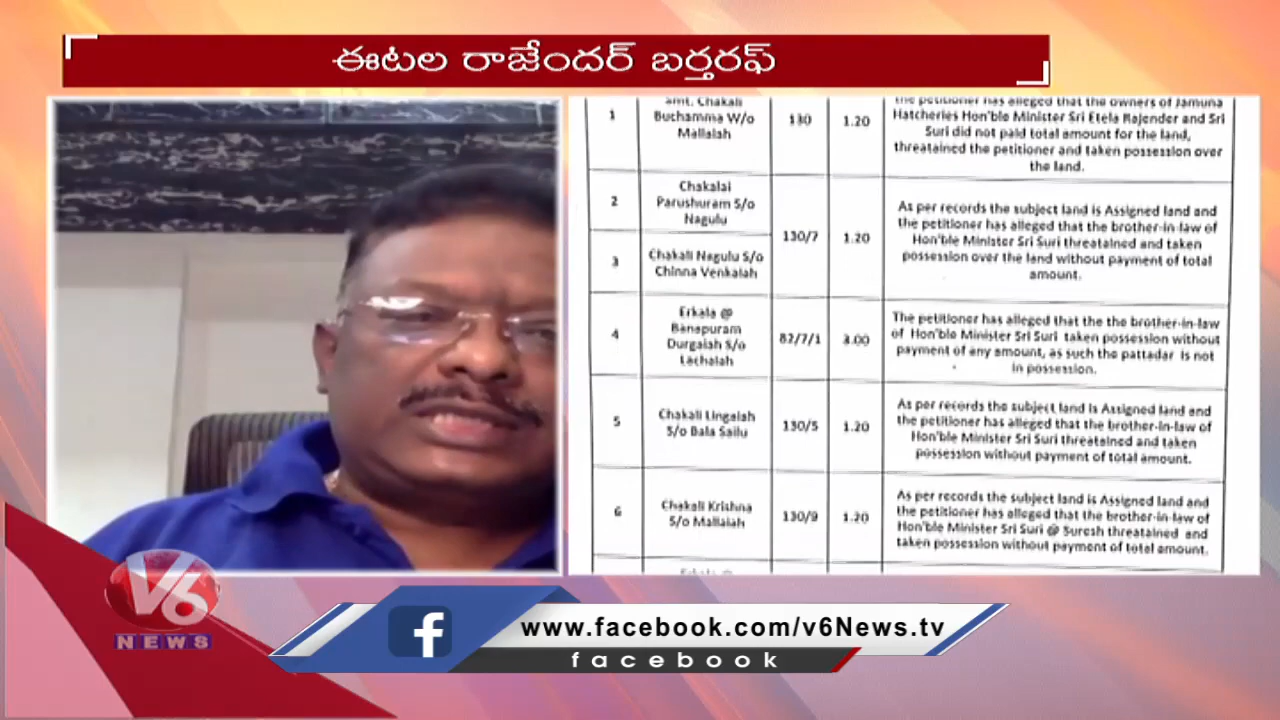 ఈటల రాజేందర్ బర్తరఫ్
1
Smt. Chakali
Buchamma W/o
Mallaiah
130
1.20
the petitioner has alleged that the owners of Jamuna
Hatcheries Hon'ble Minister Sri Etela Rajender and Sri
Suri did not paid total amount for the land,
threatained the petitioner and taken possession over
the land.
2
Chakalai
Parushuram S/o
Nagulu
130/7
1.20
As per records the subject land is Assigned land and
the petitioner has alleged that the brother-in-law of
Hon'ble Minister Sri Suri threatained and taken
possession over the land without payment of total
amount.
3
Chakali Nagulu S/o
Chinna Venkaiah
4
Erkala @
Banapuram
Durgaiah S/o
Lachaiah
82/7/1
3.00
The petitioner has alleged that the the brother-in-law
of Hon'ble Minister Sri Suri taken possession without
payment of any amount, as such the pattadar is not
in possession.
5
Chakali Lingaiah
S/o Bala Sailu
130/5
1.20
As per records the subject land is Assigned land and
the petitioner has alleged that the brother-in-law of
Hon'ble Minister Sri Suri threatained and taken
possession without payment of total amount.
6
Chakali Krishna
S/o Mallaiah
130/9
1.20
As per records the subject land is Assigned land and
the petitioner has alleged that the brother-in-law of
Hon'ble Minister Sri Suri @ Suresh threatained and
taken possession without payment of total amount.
V6
NEWS
f
www.facebook.com/v6News.tv
facebook